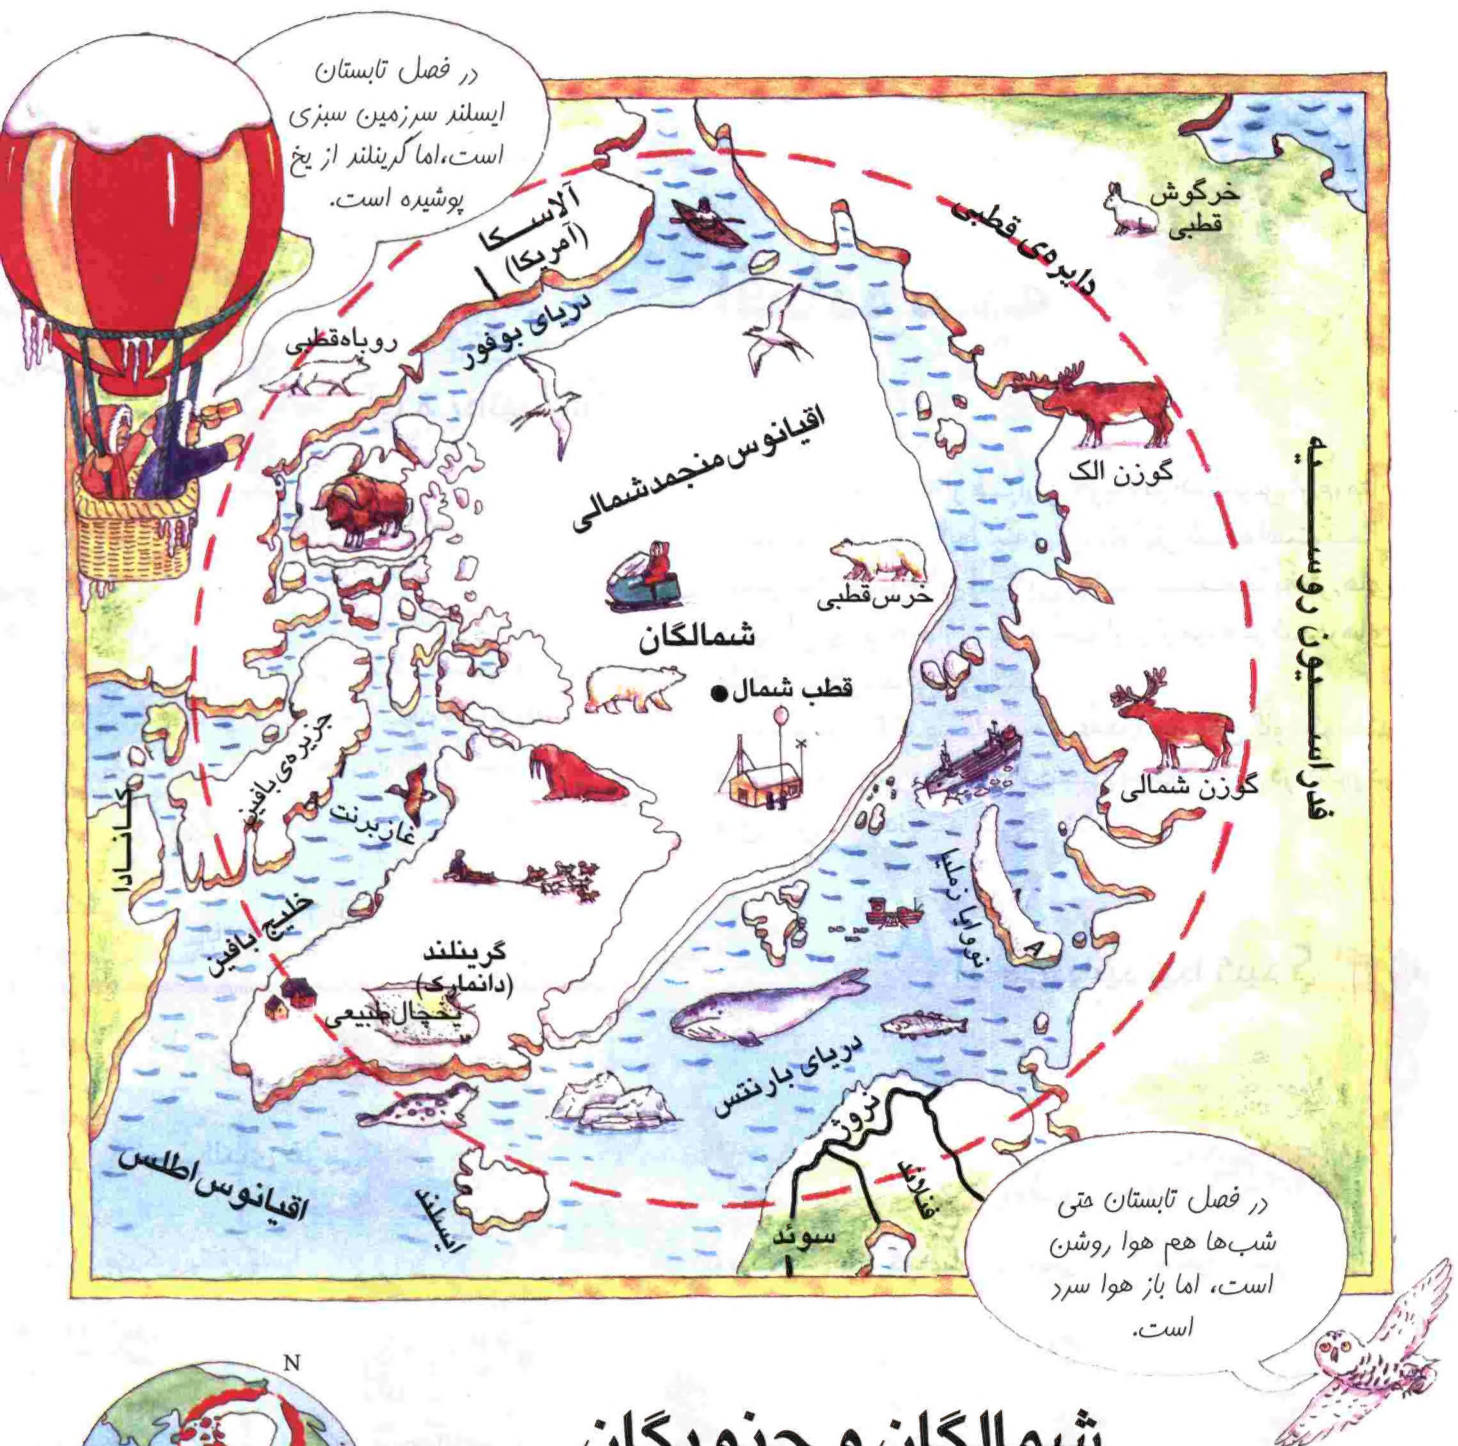 در فصل تابستان
ایسلند سرزمین سبزی
است، اما گرینلند از یخ
پوشیده است.
آلاسکا
(آمریکا)
خرگوش
قطبی
دایره‌ی قطبی
دریای بوفور
روباه قطبی
اقیانوس منجمد شمالی
گوزن الک
فدراسیون روسیه
خرس قطبی
شمالگان
قطب شمال
گوزن شمالی
جزیره‌ی بافین
غاز برنت
کانادا
نووایا زملیا
خلیج بافین
گرینلند
(دانمارک)
یخچال طبیعی
دریای بارنتس
نروژ
فنلاند
سوئد
ایسلند
اقیانوس اطلس
در فصل تابستان حتی
شب‌ها هم هوا روشن
است، اما باز هوا سرد
است.
N
شمالگان و جنوبگان